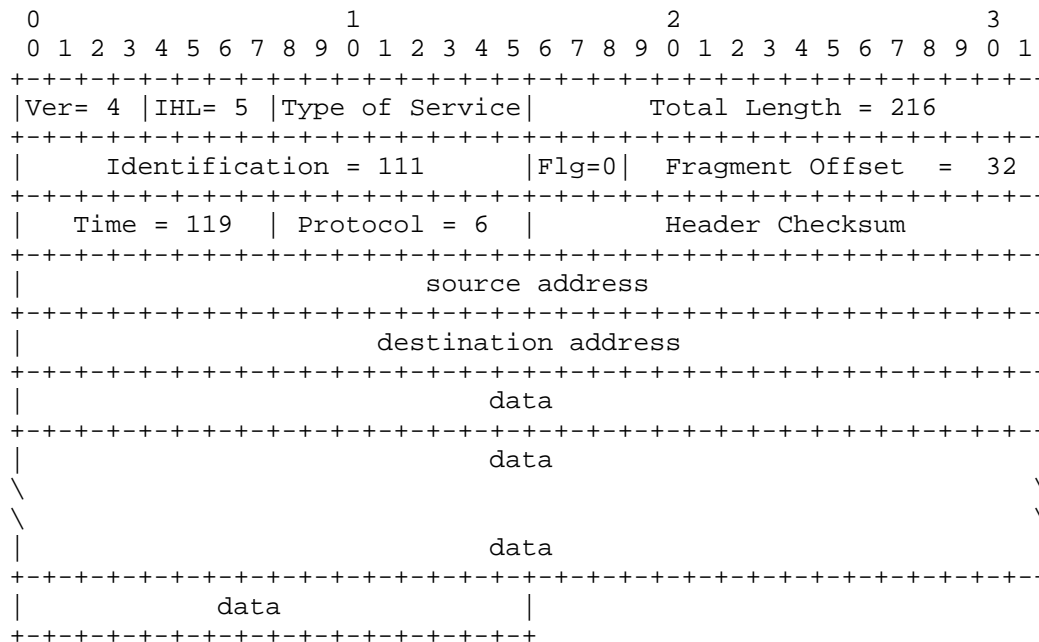 0                   1                   2                   3
 0 1 2 3 4 5 6 7 8 9 0 1 2 3 4 5 6 7 8 9 0 1 2 3 4 5 6 7 8 9 0 1
+-+-+-+-+-+-+-+-+-+-+-+-+-+-+-+-+-+-+-+-+-+-+-+-+-+-+-+-+-+-+-+-
|Ver= 4 |IHL= 5 |Type of Service|       Total Length = 216
+-+-+-+-+-+-+-+-+-+-+-+-+-+-+-+-+-+-+-+-+-+-+-+-+-+-+-+-+-+-+-+-
|     Identification = 111      |Flg=0|  Fragment Offset  =  32
+-+-+-+-+-+-+-+-+-+-+-+-+-+-+-+-+-+-+-+-+-+-+-+-+-+-+-+-+-+-+-+-
|   Time = 119  | Protocol = 6  |        Header Checksum
+-+-+-+-+-+-+-+-+-+-+-+-+-+-+-+-+-+-+-+-+-+-+-+-+-+-+-+-+-+-+-+-
|                         source address
+-+-+-+-+-+-+-+-+-+-+-+-+-+-+-+-+-+-+-+-+-+-+-+-+-+-+-+-+-+-+-+-
|                      destination address
+-+-+-+-+-+-+-+-+-+-+-+-+-+-+-+-+-+-+-+-+-+-+-+-+-+-+-+-+-+-+-+-
|                             data
+-+-+-+-+-+-+-+-+-+-+-+-+-+-+-+-+-+-+-+-+-+-+-+-+-+-+-+-+-+-+-+-
|                             data
\                                                               \
\                                                               \
|                             data
+-+-+-+-+-+-+-+-+-+-+-+-+-+-+-+-+-+-+-+-+-+-+-+-+-+-+-+-+-+-+-+-
|            data               |
+-+-+-+-+-+-+-+-+-+-+-+-+-+-+-+-+